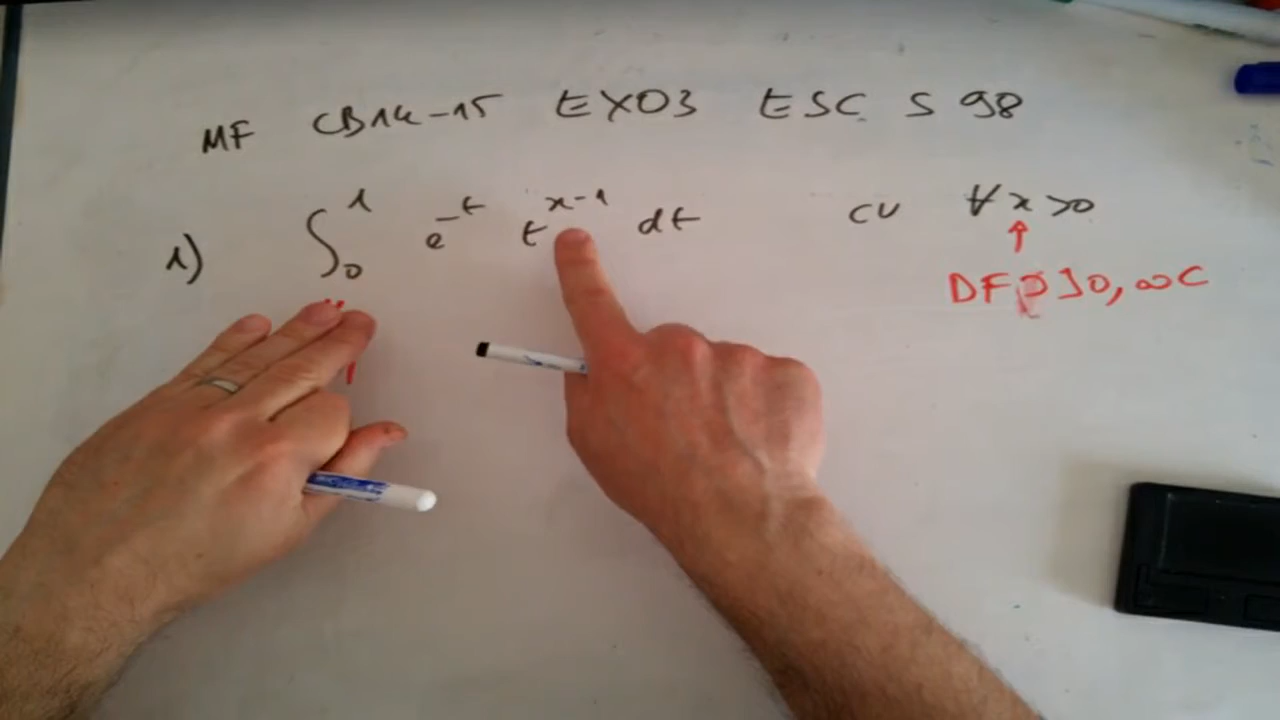 MF CB14-15 EXO3 ESC S 98
1) ∫₀¹ e^{-t} t^{x-1} dt cv ∀x>0
↑
DF ]0,∞[